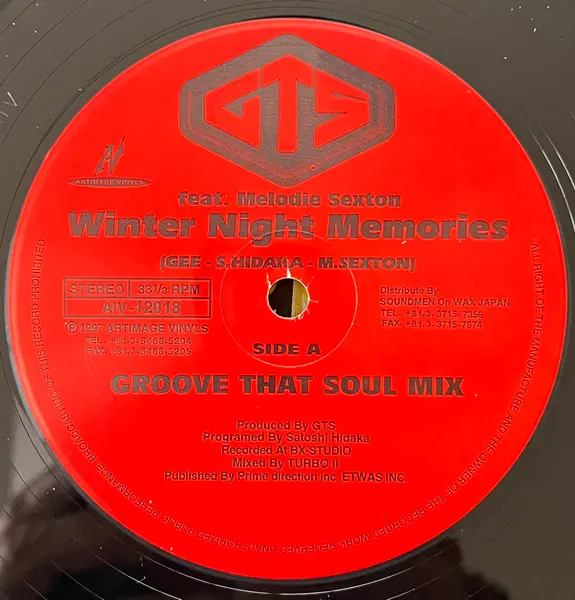 GTS
AV
ARTIMAGE VINYLS
feat. Melodie Sexton
Winter Night Memories
(GEE - S.HIDAKA - M.SEXTON)
STEREO 33 1/3 RPM
AIV-12018
Ⓟ 1997 ARTIMAGE VINYLS
TEL. +81.3.5468.5204
FAX. +81.3.5468.5205
Distribute By
SOUNDMEN On WAX JAPAN
TEL. +81.3.3715.7356
FAX +81.3.3715.7674
SIDE A
GROOVE THAT SOUL MIX
Produced By GTS
Programed By Satoshi Hidaka
Recorded At BX-STUDIO
Mixed By TURBO II
Published By Prime direction Inc, ETWAS INC
ALL RIGHT OF THE MANUFACTURE AND THE OWNER OF THE RECORDED WORK RECERVED. UNAUTHORIZED PUBLIC PERFORMANCE BROADCASTING OF THIS RECORD PROHIBITED